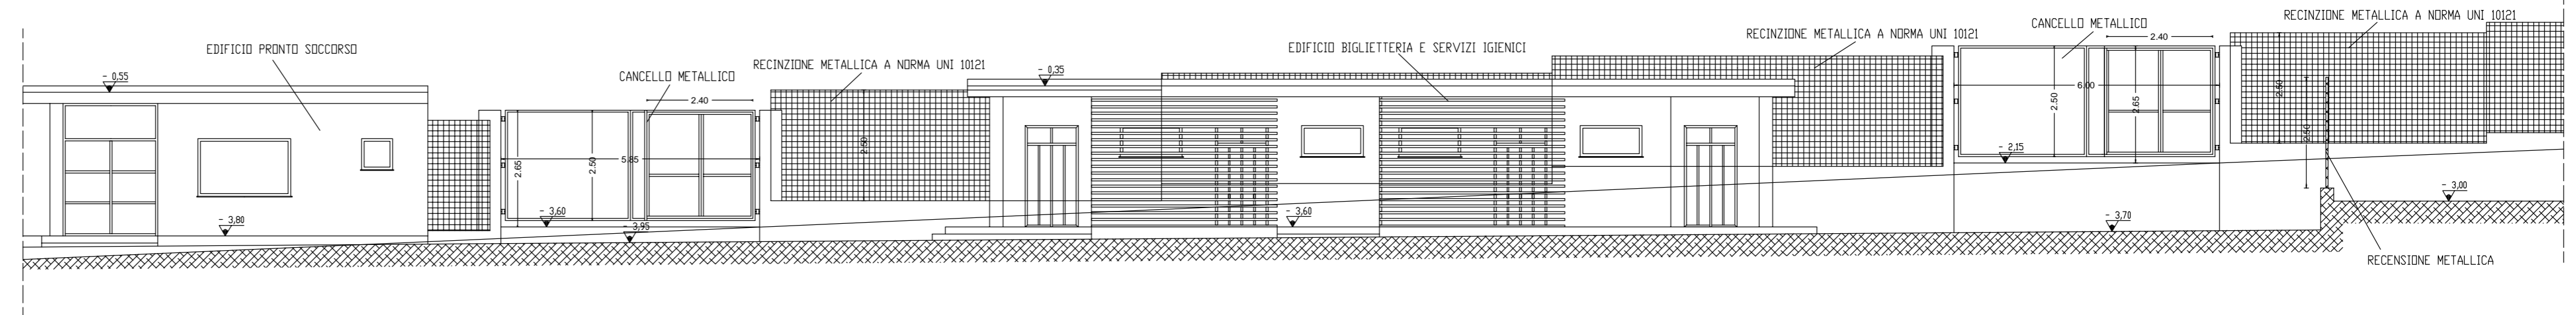 EDIFICIO PRONTO SOCCORSO
- 0,55
- 3,80
CANCELLO METALLICO
2.40
2.65
2.50
5.85
- 3,60
- 3,95
RECINZIONE METALLICA A NORMA UNI 10121
2.50
- 0,35
EDIFICIO BIGLIETTERIA E SERVIZI IGIENICI
- 3,60
RECINZIONE METALLICA A NORMA UNI 10121
CANCELLO METALLICO
2.40
6.00
2.50
2.65
- 2,15
- 3,70
RECINZIONE METALLICA A NORMA UNI 10121
2.50
2.50
- 3,00
RECENSIONE METALLICA